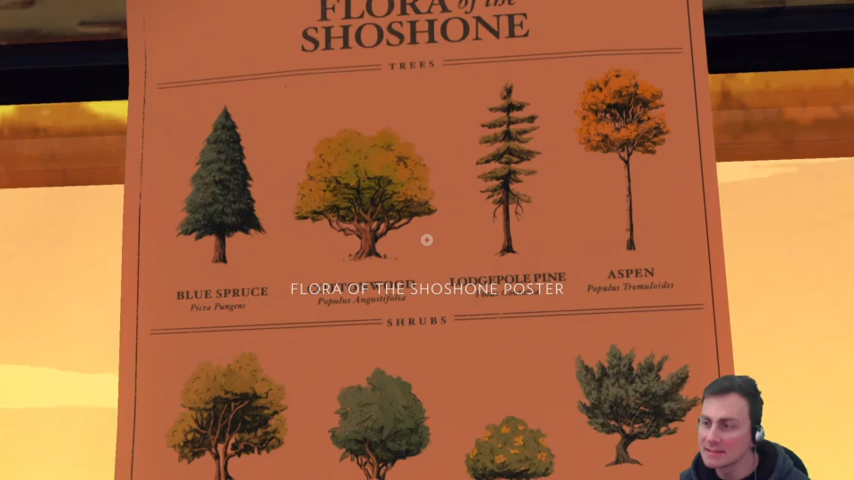 FLORA of the
SHOSHONE
TREES
BLUE SPRUCE
Picea Pungens
Populus Angustifolia
LODGEPOLE PINE
ASPEN
Populus Tremuloides
FLORA OF THE SHOSHONE POSTER
SHRUBS